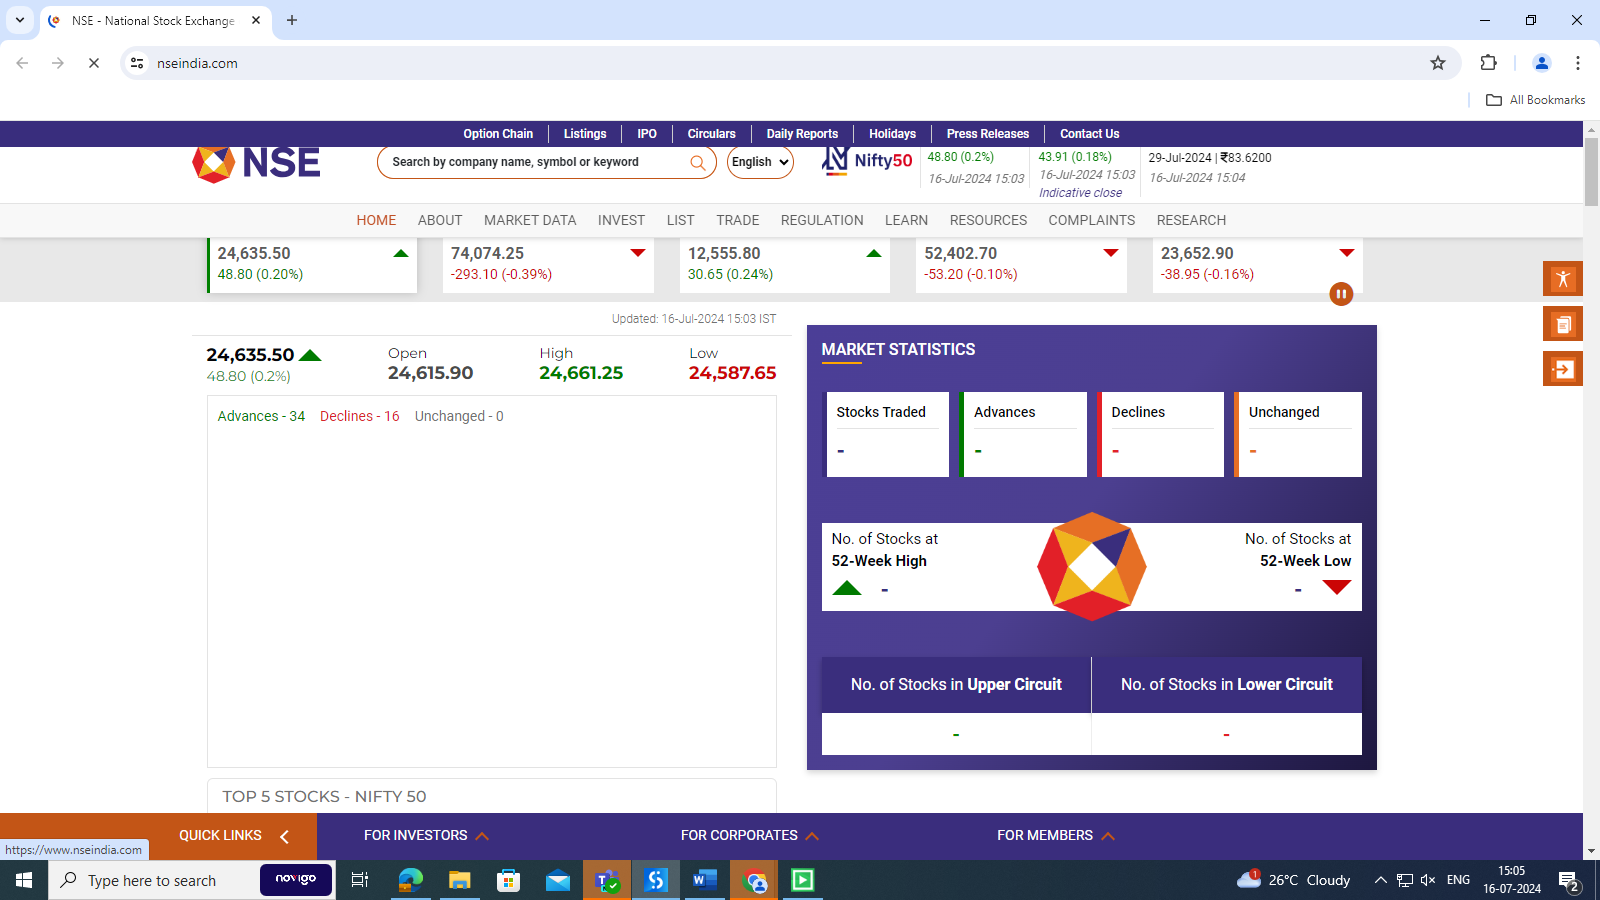 NSE - National Stock Exchange
nseindia.com
All Bookmarks
Option Chain
Listings
IPO
Circulars
Daily Reports
Holidays
Press Releases
Contact Us
NSE
Search by company name, symbol or keyword
English
Nifty50
48.80 (0.2%)
16-Jul-2024 15:03
43.91 (0.18%)
16-Jul-2024 15:03
Indicative close
29-Jul-2024 | ₹83.6200
16-Jul-2024 15:04
HOME
ABOUT
MARKET DATA
INVEST
LIST
TRADE
REGULATION
LEARN
RESOURCES
COMPLAINTS
RESEARCH
24,635.50
48.80 (0.20%)
74,074.25
-293.10 (-0.39%)
12,555.80
30.65 (0.24%)
52,402.70
-53.20 (-0.10%)
23,652.90
-38.95 (-0.16%)
Updated: 16-Jul-2024 15:03 IST
24,635.50
48.80 (0.2%)
Open
24,615.90
High
24,661.25
Low
24,587.65
Advances - 34
Declines - 16
Unchanged - 0
MARKET STATISTICS
Stocks Traded
-
Advances
-
Declines
-
Unchanged
-
No. of Stocks at
52-Week High
-
No. of Stocks at
52-Week Low
-
No. of Stocks in Upper Circuit
-
No. of Stocks in Lower Circuit
-
TOP 5 STOCKS - NIFTY 50
QUICK LINKS
FOR INVESTORS
FOR CORPORATES
FOR MEMBERS
https://www.nseindia.com
Type here to search
novigo
1
26°C Cloudy
ENG
15:05
16-07-2024
2